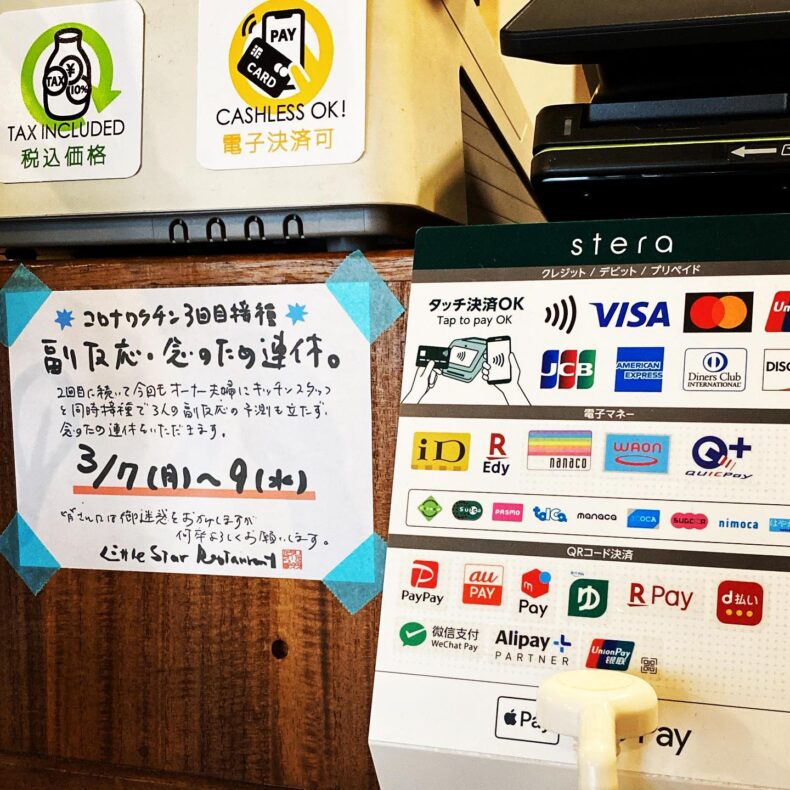 TAX ¥ 10%
TAX INCLUDED
税込価格
PAY
CARD
CASHLESS OK!
電子決済可
コロナワクチン3回目接種
副反応。念のため連休。
2回目に続いて今回もオーナー夫婦にキッチンスタッフ
と同時接種で3人の副反応の予測も立たず、
念のため連休をいただきます。
3/7(月)〜9(水)
皆さんには御迷惑をおかけしますが
何卒よろしくお願いします。
Little Star Restaurant
stera
クレジット / デビット / プリペイド
タッチ決済OK
Tap to pay OK
VISA
Un
JCB
AMERICAN EXPRESS
Diners Club INTERNATIONAL
DISC
電子マネー
iD
R Edy
nanaco
WAON
QUICPay
Suica
PASMO
TOICA
manaca
ICOCA
SUGOCA
nimoca
はやか
QRコード決済
PayPay
au PAY
Pay
ゆ
R Pay
d払い
微信支付
WeChat Pay
Alipay+
PARTNER
UnionPay
银联
Pay
Pay